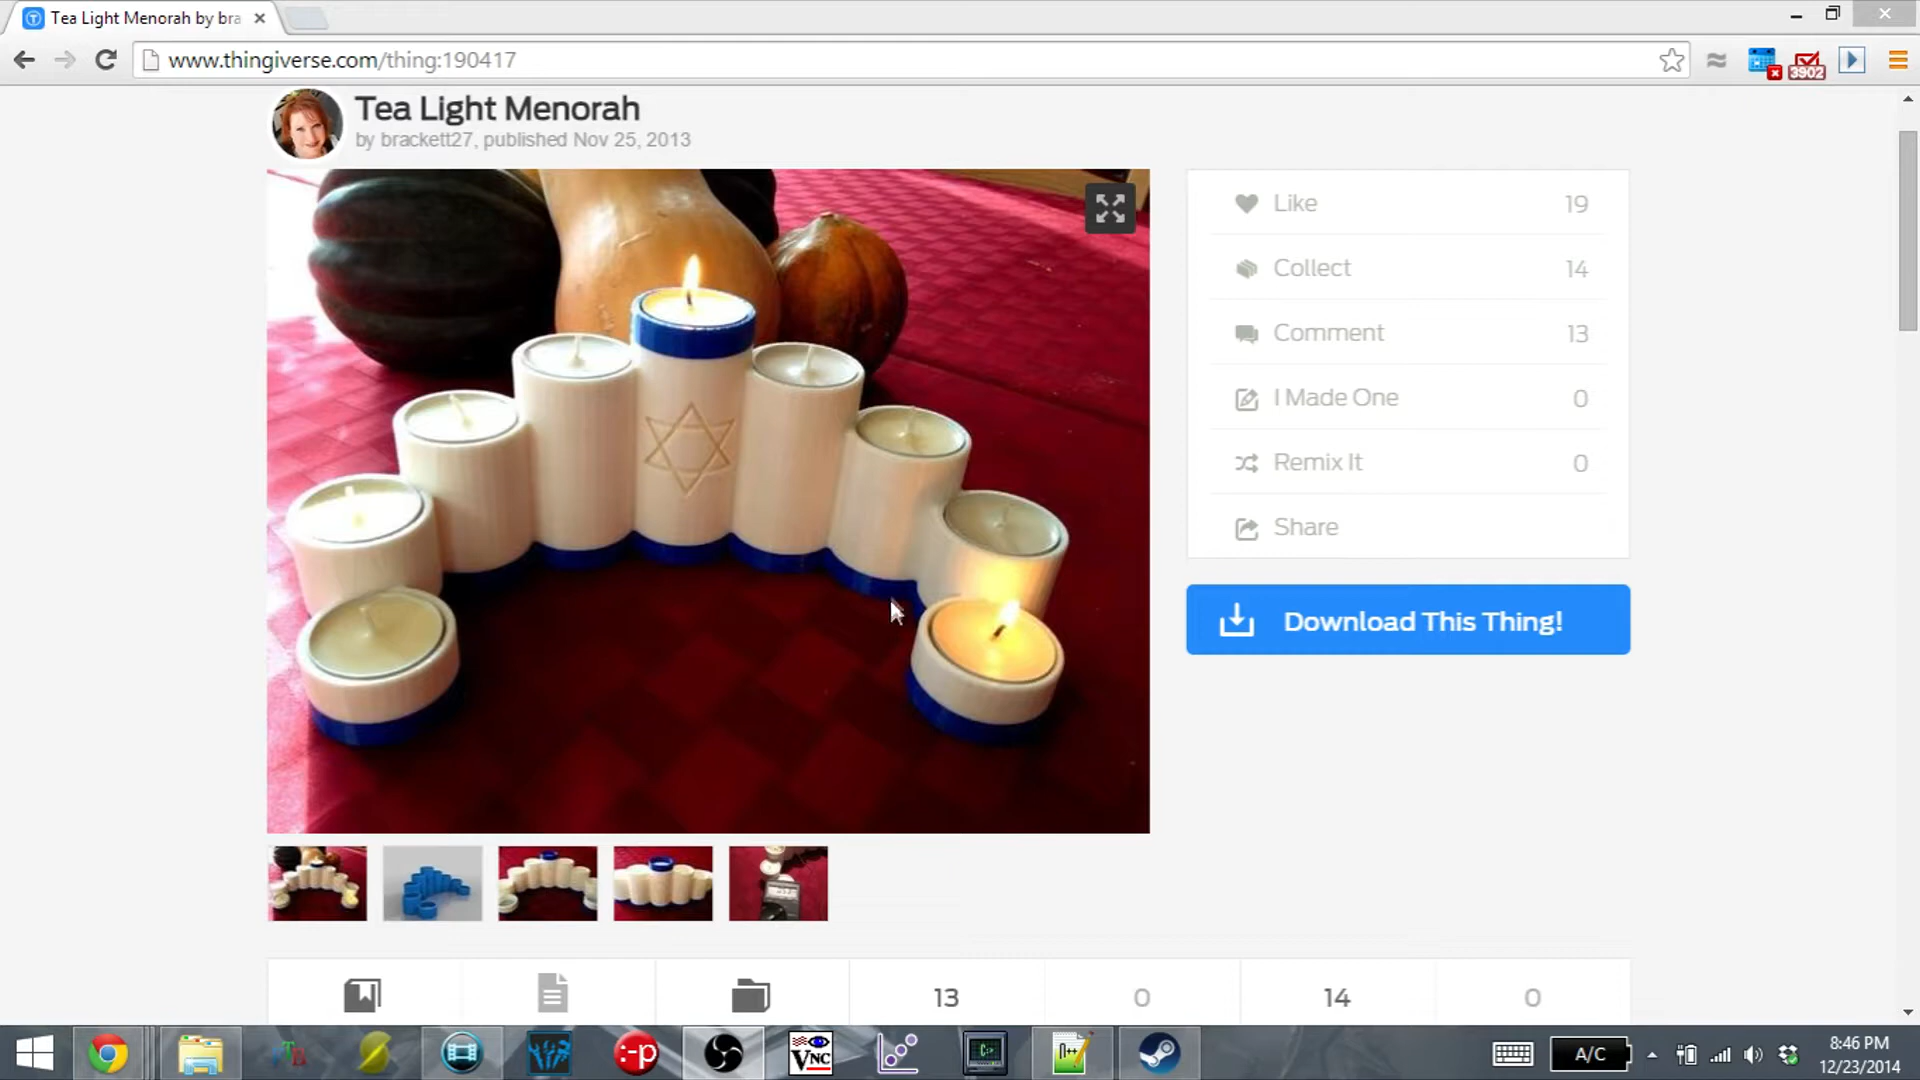 Tea Light Menorah by bra
www.thingiverse.com/thing:190417
3902
Tea Light Menorah
by brackett27, published Nov 25, 2013
Like 19
Collect 14
Comment 13
I Made One 0
Remix It 0
Share
Download This Thing!
13 0 14 0
:-p
VNC
C:\
N++
A/C
8:46 PM
12/23/2014